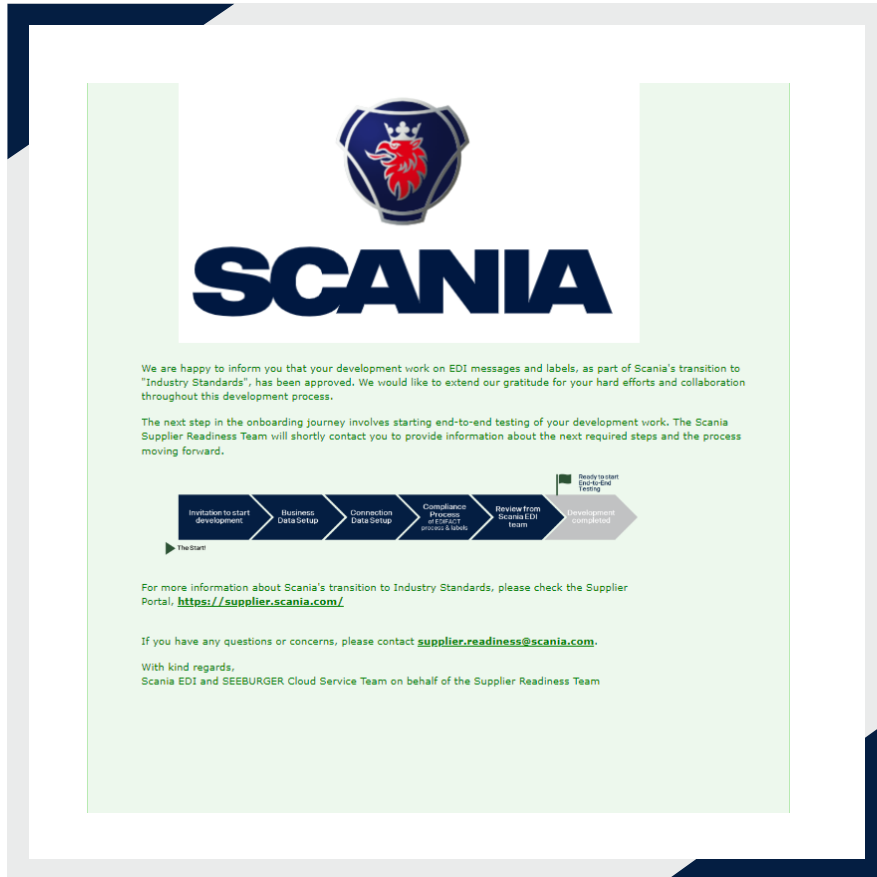 SCANIA
We are happy to inform you that your development work on EDI messages and labels, as part of Scania's transition to
"Industry Standards", has been approved. We would like to extend our gratitude for your hard efforts and collaboration
throughout this development process.
The next step in the onboarding journey involves starting end-to-end testing of your development work. The Scania
Supplier Readiness Team will shortly contact you to provide information about the next required steps and the process
moving forward.
Ready to start
End-to-End
Testing
Invitation to start
development
Business
Data Setup
Connection
Data Setup
Compliance
Process
of EDIFACT
process & labels
Review from
Scania EDI
team
Development
completed
The Start!
For more information about Scania's transition to Industry Standards, please check the Supplier
Portal, https://supplier.scania.com/
If you have any questions or concerns, please contact supplier.readiness@scania.com.
With kind regards,
Scania EDI and SEEBURGER Cloud Service Team on behalf of the Supplier Readiness Team